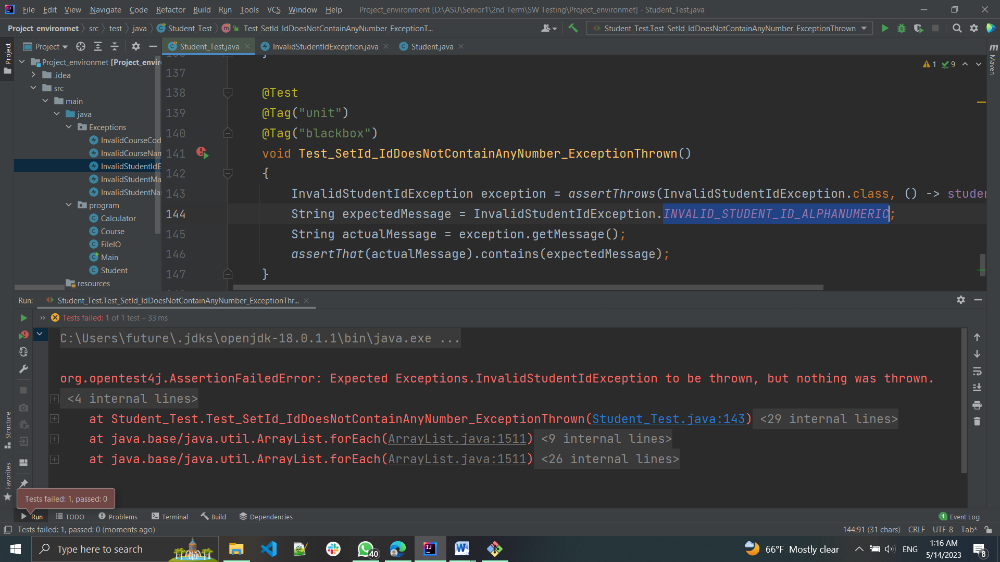 File Edit View Navigate Code Refactor Build Run Tools VCS Window Help Project_environment [D:\ASU\Senior1\2nd Term\SW Testing\Project_environmet] - Student_Test.java
Project_environmet src test java Student_Test Test_SetId_IdDoesNotContainAnyNumber_ExceptionT... Student_Test.Test_SetId_IdDoesNotContainAnyNumber_ExceptionThrown
Project Student_Test.java InvalidStudentIdException.java Student.java
Project
Maven
Project_environmet [Project_envir
.idea
src
main
java
Exceptions
InvalidCourseCod
InvalidCourseNam
InvalidStudentIdE
InvalidStudentMa
InvalidStudentNa
program
Calculator
Course
FileIO
Main
Student
resources
1 9
137
138 @Test
139 @Tag("unit")
140 @Tag("blackbox")
141 void Test_SetId_IdDoesNotContainAnyNumber_ExceptionThrown()
142 {
143 InvalidStudentIdException exception = assertThrows(InvalidStudentIdException.class, () -> studen
144 String expectedMessage = InvalidStudentIdException.INVALID_STUDENT_ID_ALPHANUMERIC;
145 String actualMessage = exception.getMessage();
146 assertThat(actualMessage).contains(expectedMessage);
147 }
Run: Student_Test.Test_SetId_IdDoesNotContainAnyNumber_ExceptionThr...
Tests failed: 1 of 1 test – 33 ms
C:\Users\future\.jdks\openjdk-18.0.1.1\bin\java.exe ...
org.opentest4j.AssertionFailedError: Expected Exceptions.InvalidStudentIdException to be thrown, but nothing was thrown.
<4 internal lines>
at Student_Test.Test_SetId_IdDoesNotContainAnyNumber_ExceptionThrown(Student_Test.java:143) <29 internal lines>
at java.base/java.util.ArrayList.forEach(ArrayList.java:1511) <9 internal lines>
at java.base/java.util.ArrayList.forEach(ArrayList.java:1511) <26 internal lines>
Structure
Favorites
Tests failed: 1, passed: 0
Run TODO Problems Terminal Build Dependencies 1 Event Log
Tests failed: 1, passed: 0 (moments ago) 144:91 (31 chars) CRLF UTF-8 Tab*
Type here to search 40 66°F Mostly clear ENG 1:16 AM
5/14/2023 8